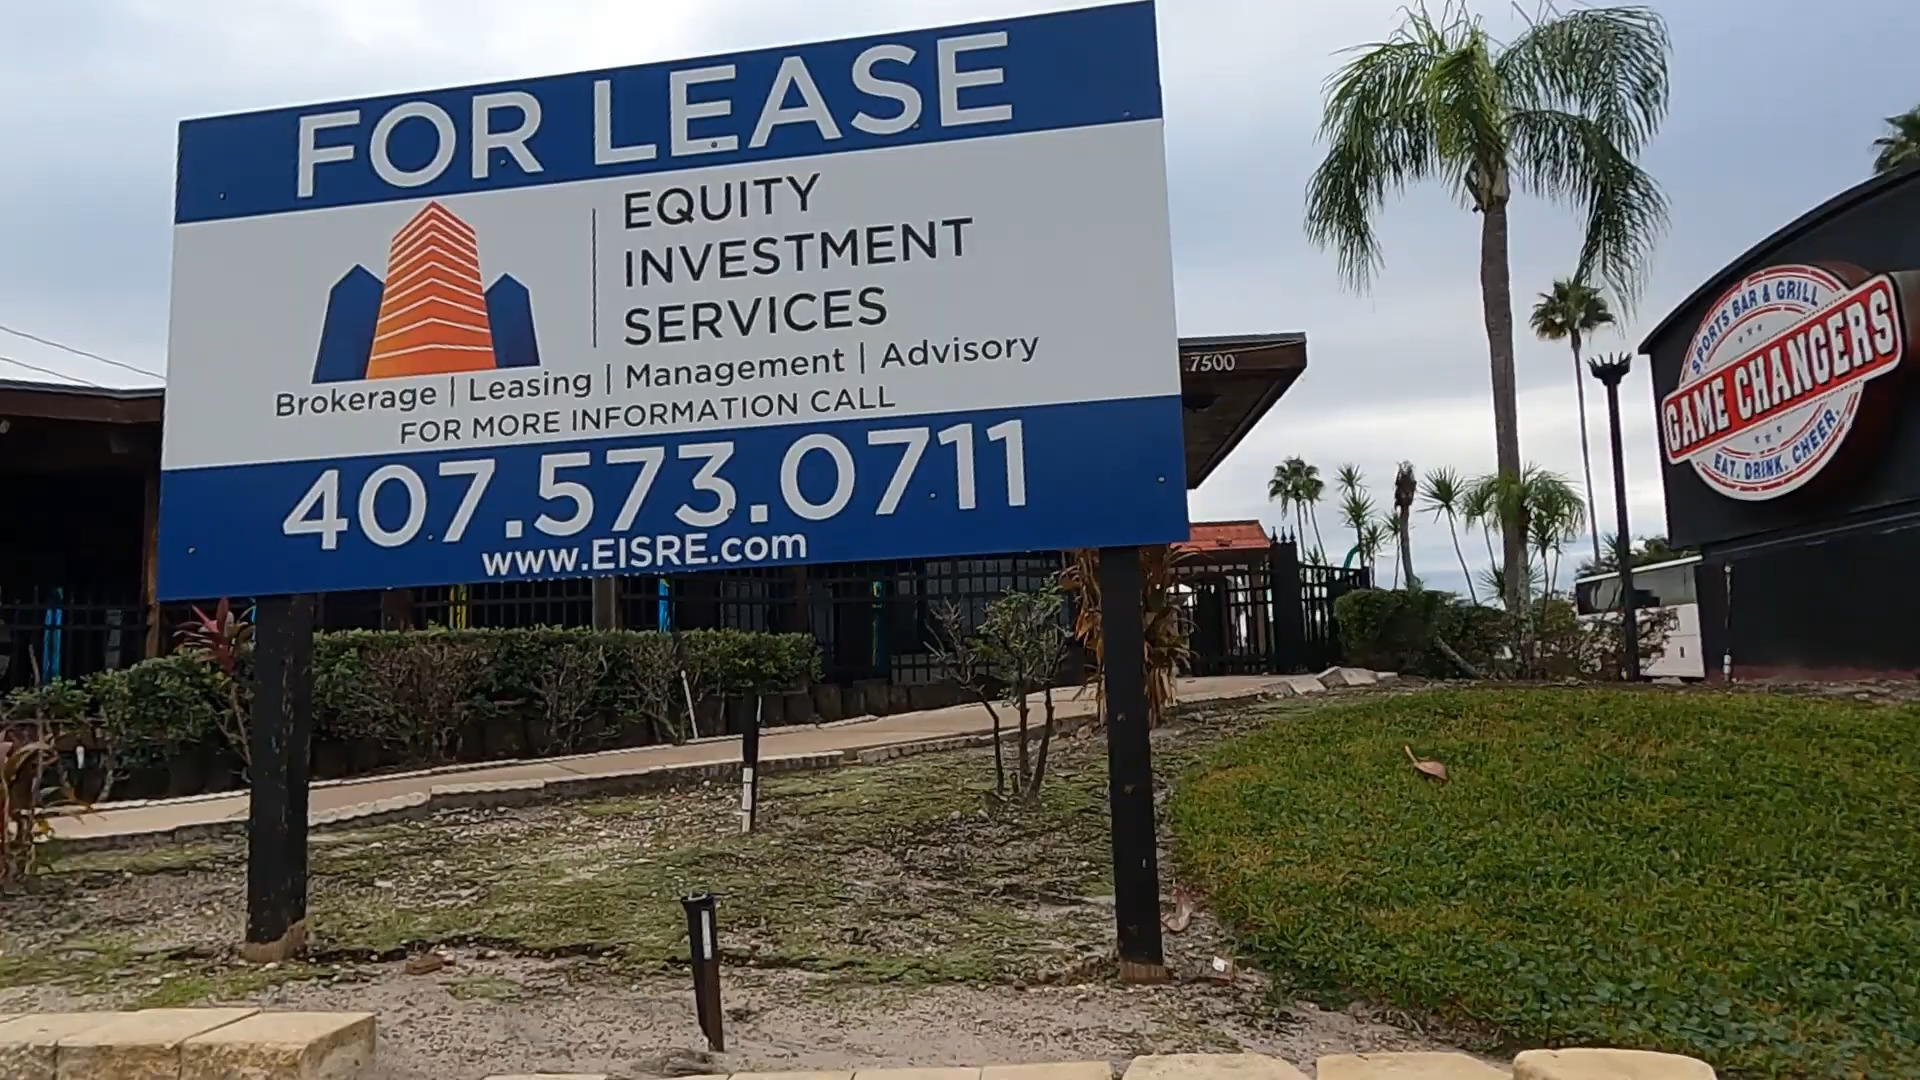 FOR LEASE
EQUITY
INVESTMENT
SERVICES
Brokerage | Leasing | Management | Advisory
FOR MORE INFORMATION CALL
407.573.0711
www.EISRE.com
7500
SPORTS BAR & GRILL
GAME CHANGERS
EAT. DRINK. CHEER.